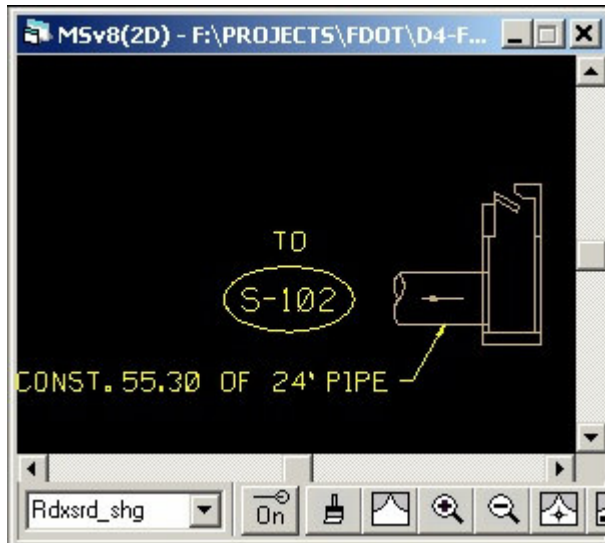 MSv8(2D) - F:\PROJECTS\FDOT\D4-F...
TO
S-102
CONST. 55.30 OF 24' PIPE
Rdxsrd_shg
On